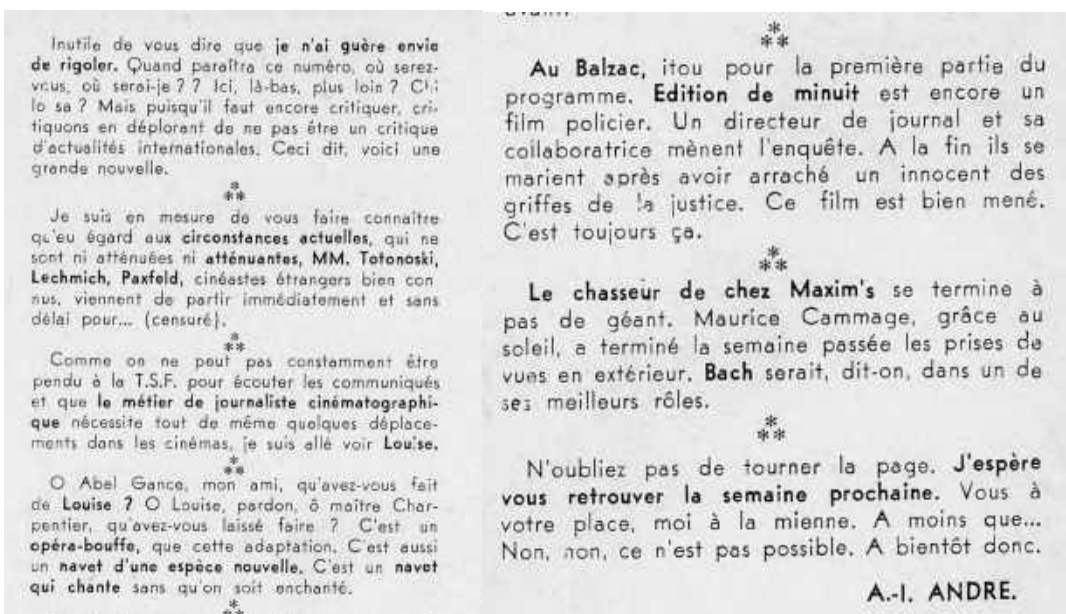 Inutile de vous dire que je n'ai guère envie
de rigoler. Quand paraîtra ce numéro, où serez-
vous, où serai-je ? ? Ici, là-bas, plus loin ? Qui
lo sa ? Mais puisqu'il faut encore critiquer, cri-
tiquons en déplorant de ne pas être un critique
d'actualités internationales. Ceci dit, voici une
grande nouvelle.
*
**
Je suis en mesure de vous faire connaître
qu'eu égard aux circonstances actuelles, qui ne
sont ni atténuées ni atténuantes, MM. Totonoski,
Lechmich, Paxfeld, cinéastes étrangers bien con
nus, viennent de partir immédiatement et sans
délai pour... (censuré).
*
**
Comme on ne peut pas constamment être
pendu à la T.S.F. pour écouter les communiqués
et que le métier de journaliste cinématographi-
que nécessite tout de même quelques déplace-
ments dans les cinémas, je suis allé voir Louise.
*
**
O Abel Gance, mon ami, qu'avez-vous fait
de Louise ? O Louise, pardon, ô maître Char-
pentier, qu'avez-vous laissé faire ? C'est un
opéra-bouffe, que cette adaptation. C'est aussi
un navet d'une espèce nouvelle. C'est un navet
qui chante sans qu'on soit enchanté.
*
**
*
**
Au Balzac, itou pour la première partie du
programme. Edition de minuit est encore un
film policier. Un directeur de journal et sa
collaboratrice mènent l'enquête. A la fin ils se
marient après avoir arraché un innocent des
griffes de la justice. Ce film est bien mené.
C'est toujours ça.
*
**
Le chasseur de chez Maxim's se termine à
pas de géant. Maurice Cammage, grâce au
soleil, a terminé la semaine passée les prises de
vues en extérieur. Bach serait, dit-on, dans un de
ses meilleurs rôles.
*
**
N'oubliez pas de tourner la page. J'espère
vous retrouver la semaine prochaine. Vous à
votre place, moi à la mienne. A moins que...
Non, non, ce n'est pas possible. A bientôt donc.
A.-I. ANDRE.